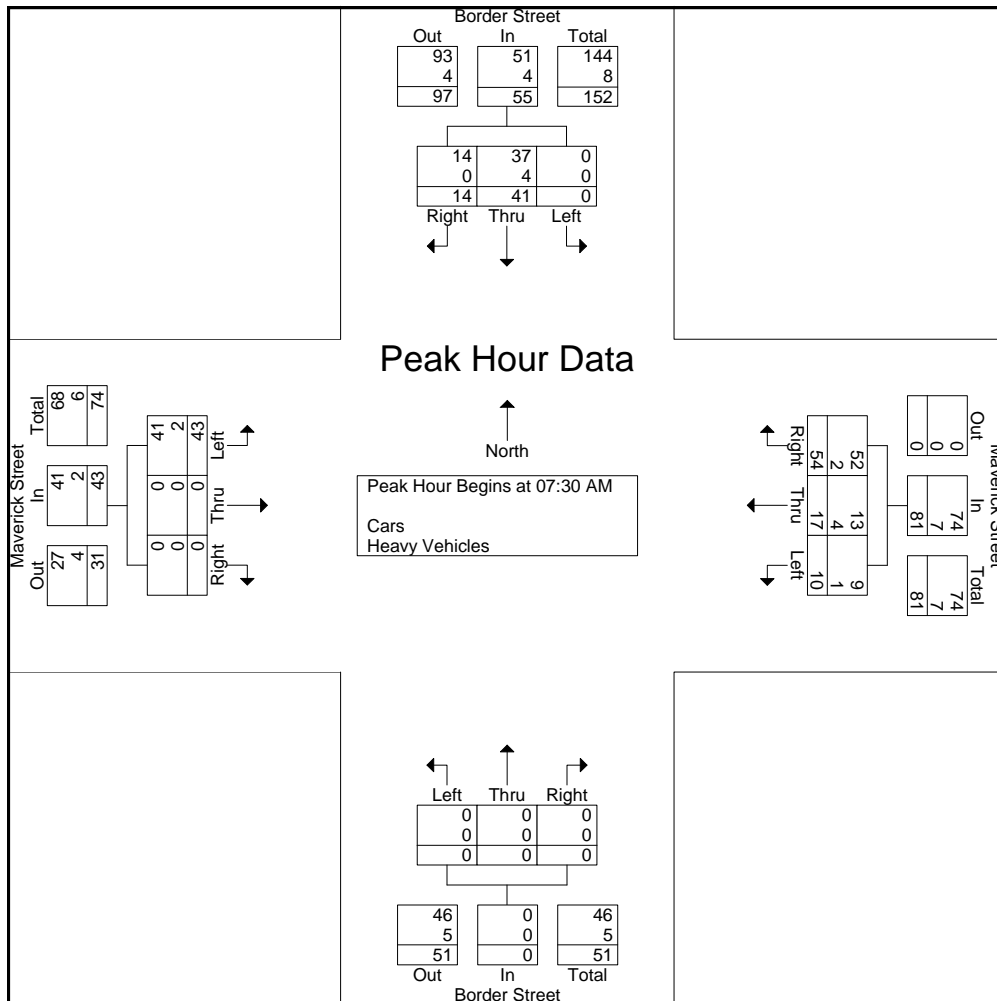 Border Street
Out In Total
93 51 144
4 4 8
97 55 152
14 37 0
0 4 0
14 41 0
Right Thru Left
Peak Hour Data
North
Peak Hour Begins at 07:30 AM
Cars
Heavy Vehicles
Maverick Street
Total
68
6
74
In
41
2
43
Out
27
4
31
Left
41
2
43
Thru
0
0
0
Right
0
0
0
Right
52
2
54
Thru
13
4
17
Left
9
1
10
Out
0
0
0
In
74
7
81
Total
74
7
81
Maverick Street
Left Thru Right
0 0 0
0 0 0
0 0 0
46 0 46
5 0 5
51 0 51
Out In Total
Border Street